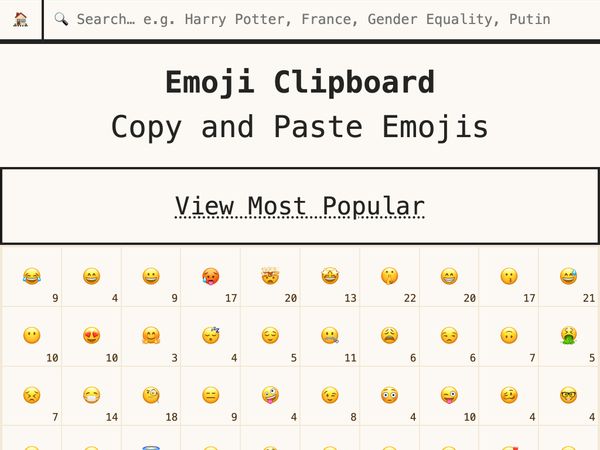 Search… e.g. Harry Potter, France, Gender Equality, Putin
Emoji Clipboard
Copy and Paste Emojis
View Most Popular
9 4 9 17 20 13 22 20 17 21
10 10 3 4 5 11 6 6 7 5
7 14 18 9 4 8 4 10 4 4